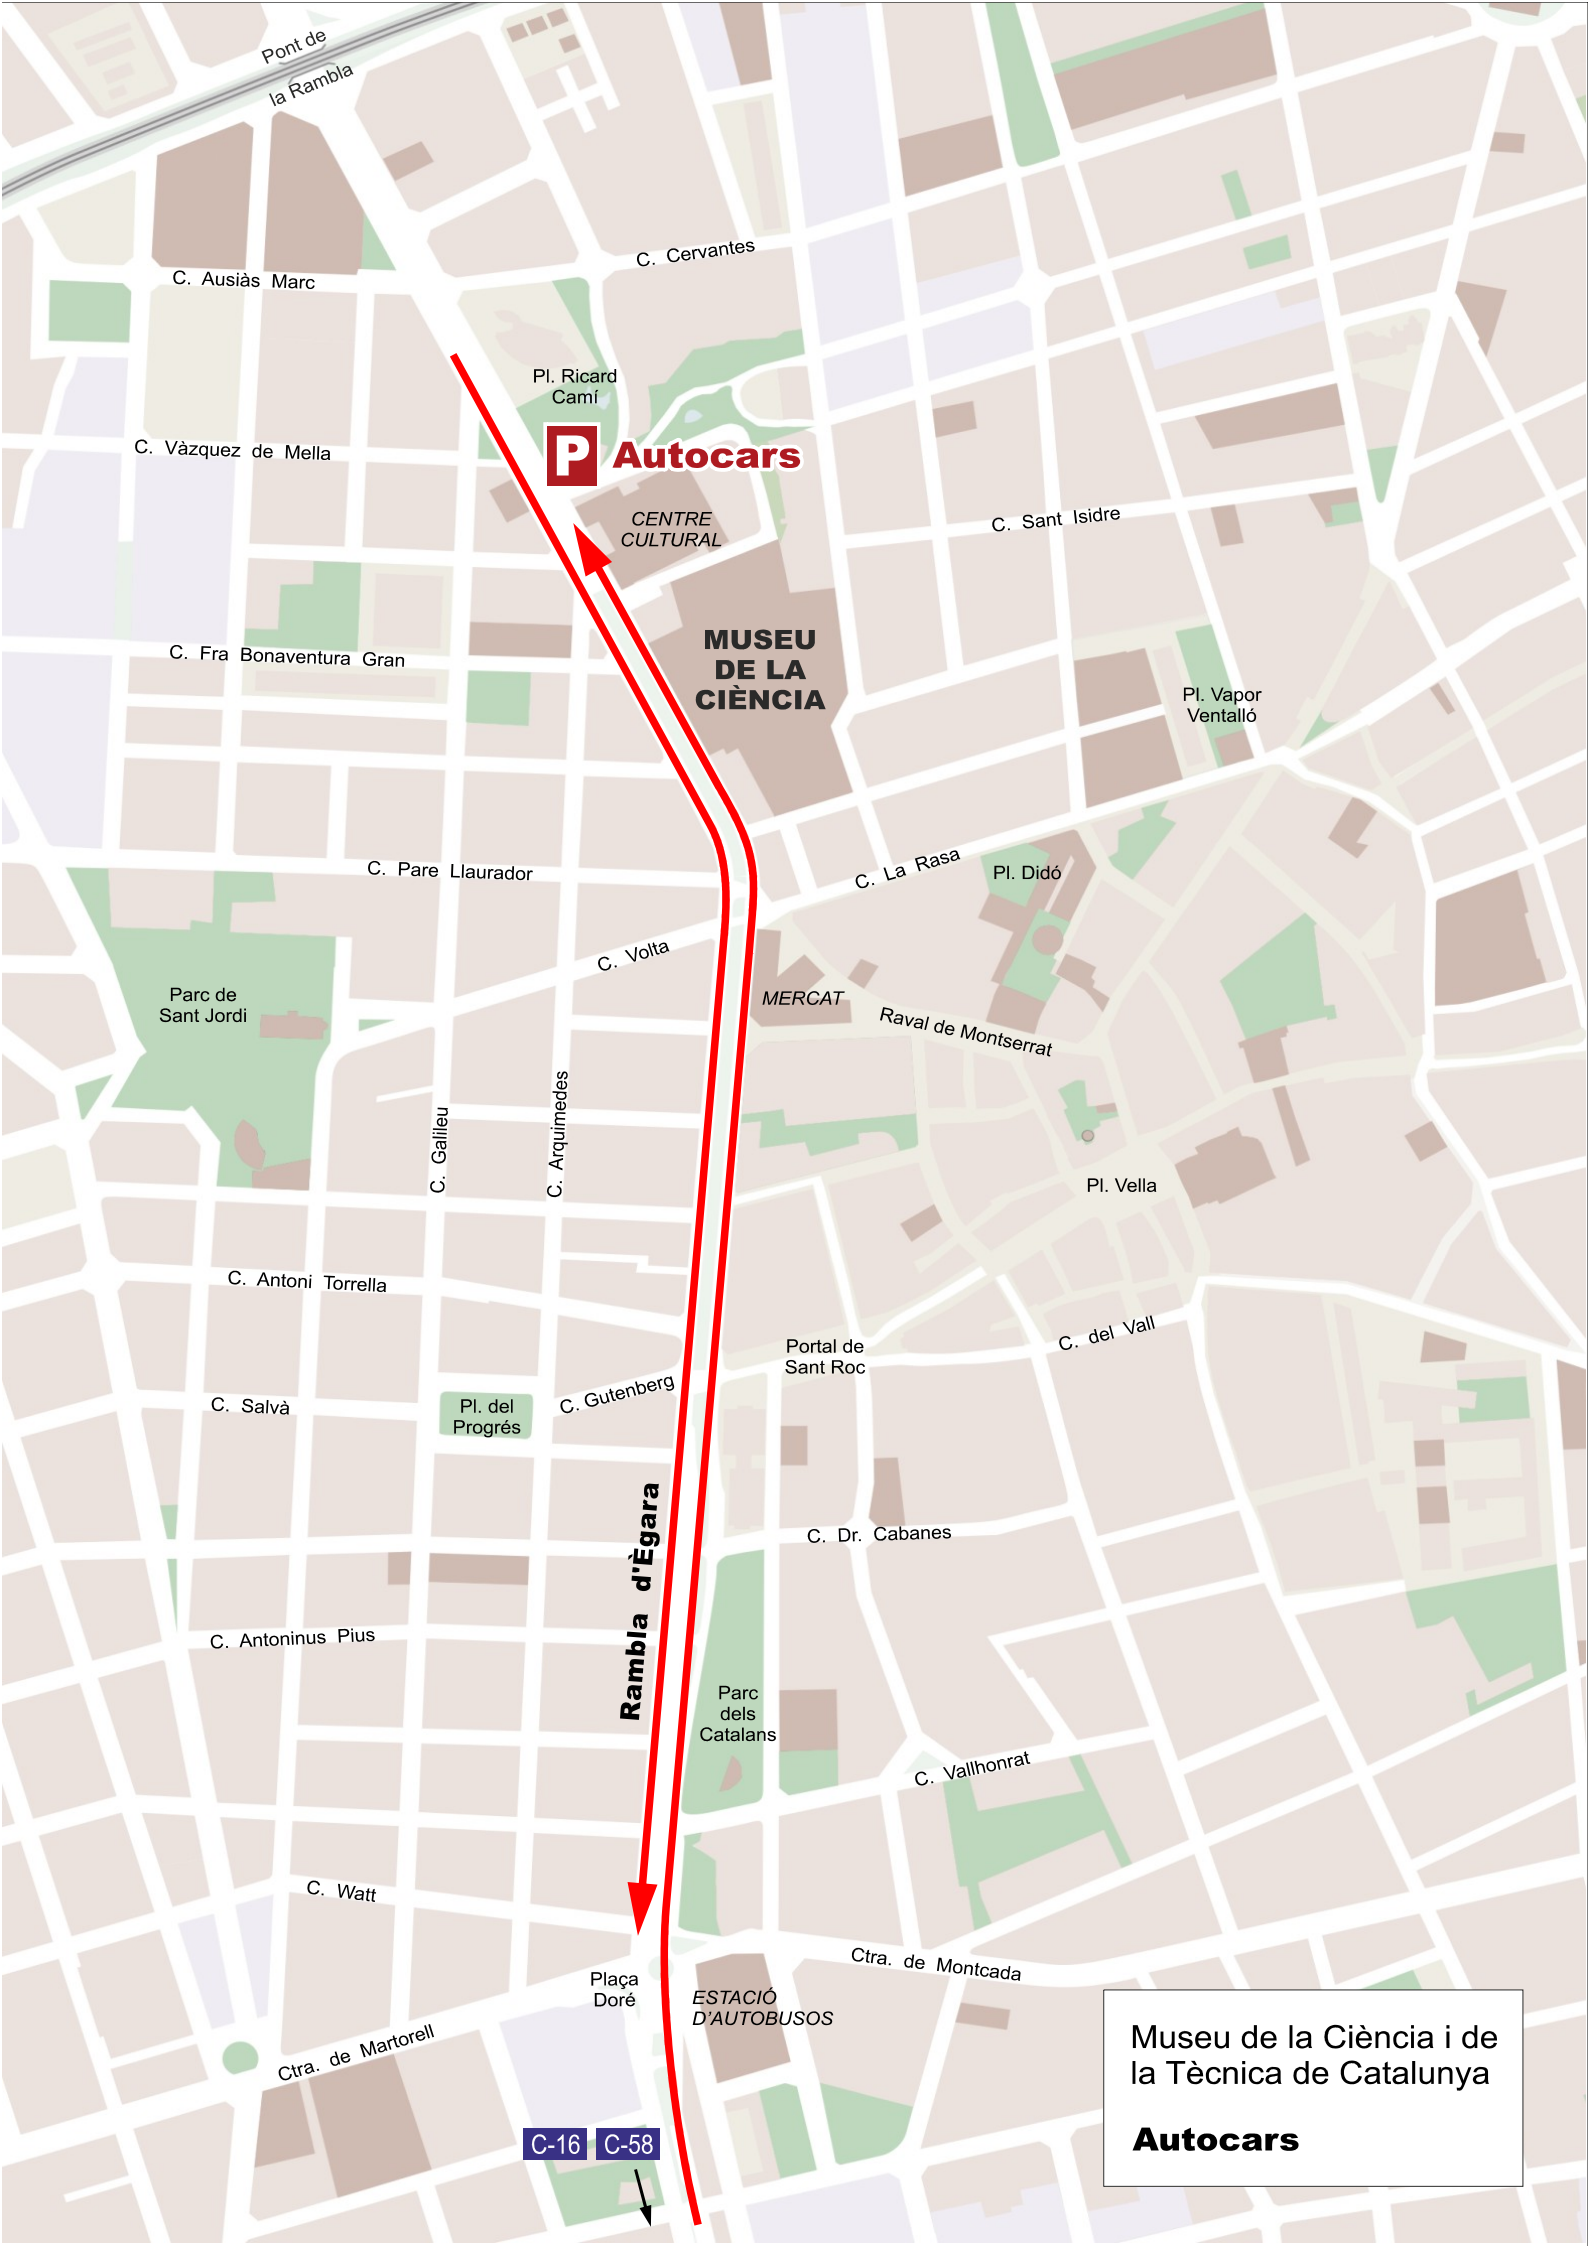 Pont de
la Rambla
C. Cervantes
C. Ausiàs Marc
Pl. Ricard
Camí
C. Vàzquez de Mella
P Autocars
CENTRE
CULTURAL
C. Sant Isidre
MUSEU
DE LA
CIÈNCIA
C. Fra Bonaventura Gran
Pl. Vapor
Ventalló
C. Pare Llaurador
C. La Rasa
Pl. Didó
C. Volta
Parc de
Sant Jordi
MERCAT
Raval de Montserrat
C. Galileu
C. Arquimedes
Pl. Vella
C. Antoni Torrella
C. del Vall
Portal de
Sant Roc
C. Salvà
Pl. del
Progrés
C. Gutenberg
Rambla d'Ègara
C. Dr. Cabanes
C. Antoninus Pius
Parc
dels
Catalans
C. Vallhonrat
C. Watt
Ctra. de Montcada
Plaça
Doré
ESTACIÓ
D'AUTOBUSOS
Ctra. de Martorell
C-16 C-58
Museu de la Ciència i de
la Tècnica de Catalunya
Autocars